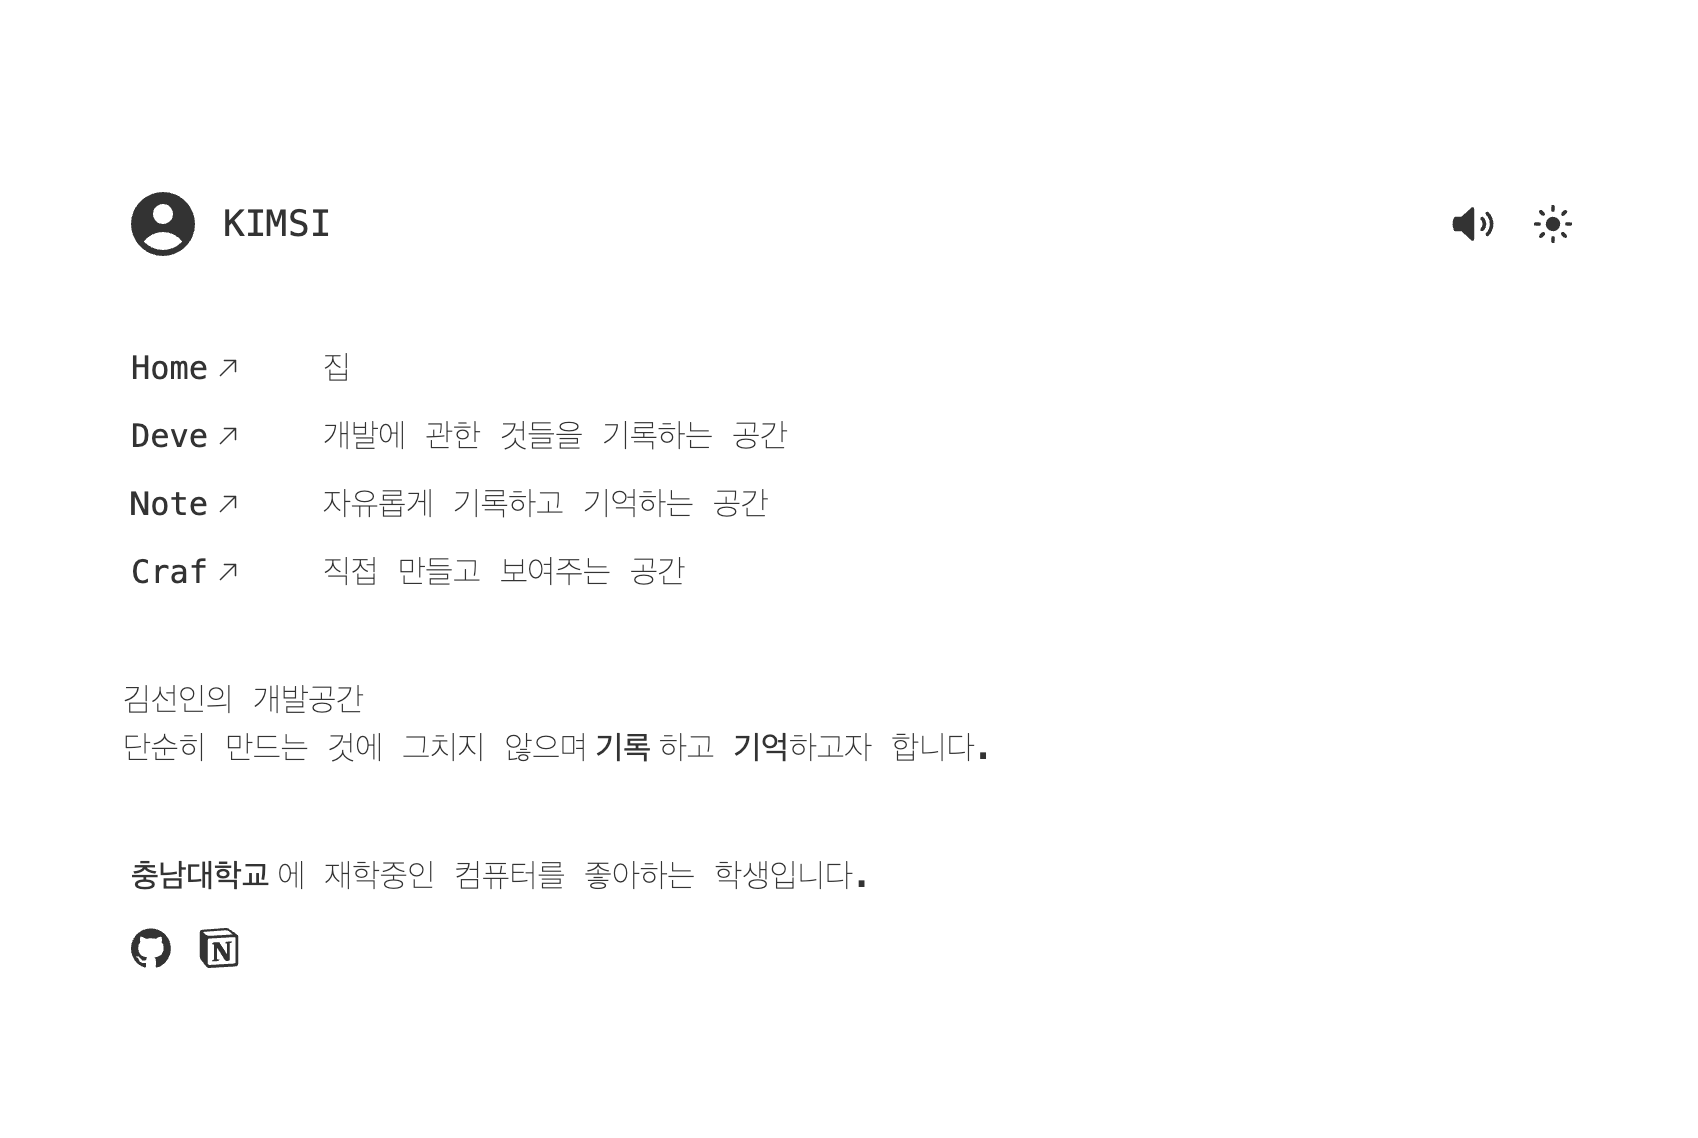 KIMSI
Home ↗ 집
Deve ↗ 개발에 관한 것들을 기록하는 공간
Note ↗ 자유롭게 기록하고 기억하는 공간
Craf ↗ 직접 만들고 보여주는 공간
김선인의 개발공간
단순히 만드는 것에 그치지 않으며 기록 하고 기억하고자 합니다.
충남대학교 에 재학중인 컴퓨터를 좋아하는 학생입니다.
N